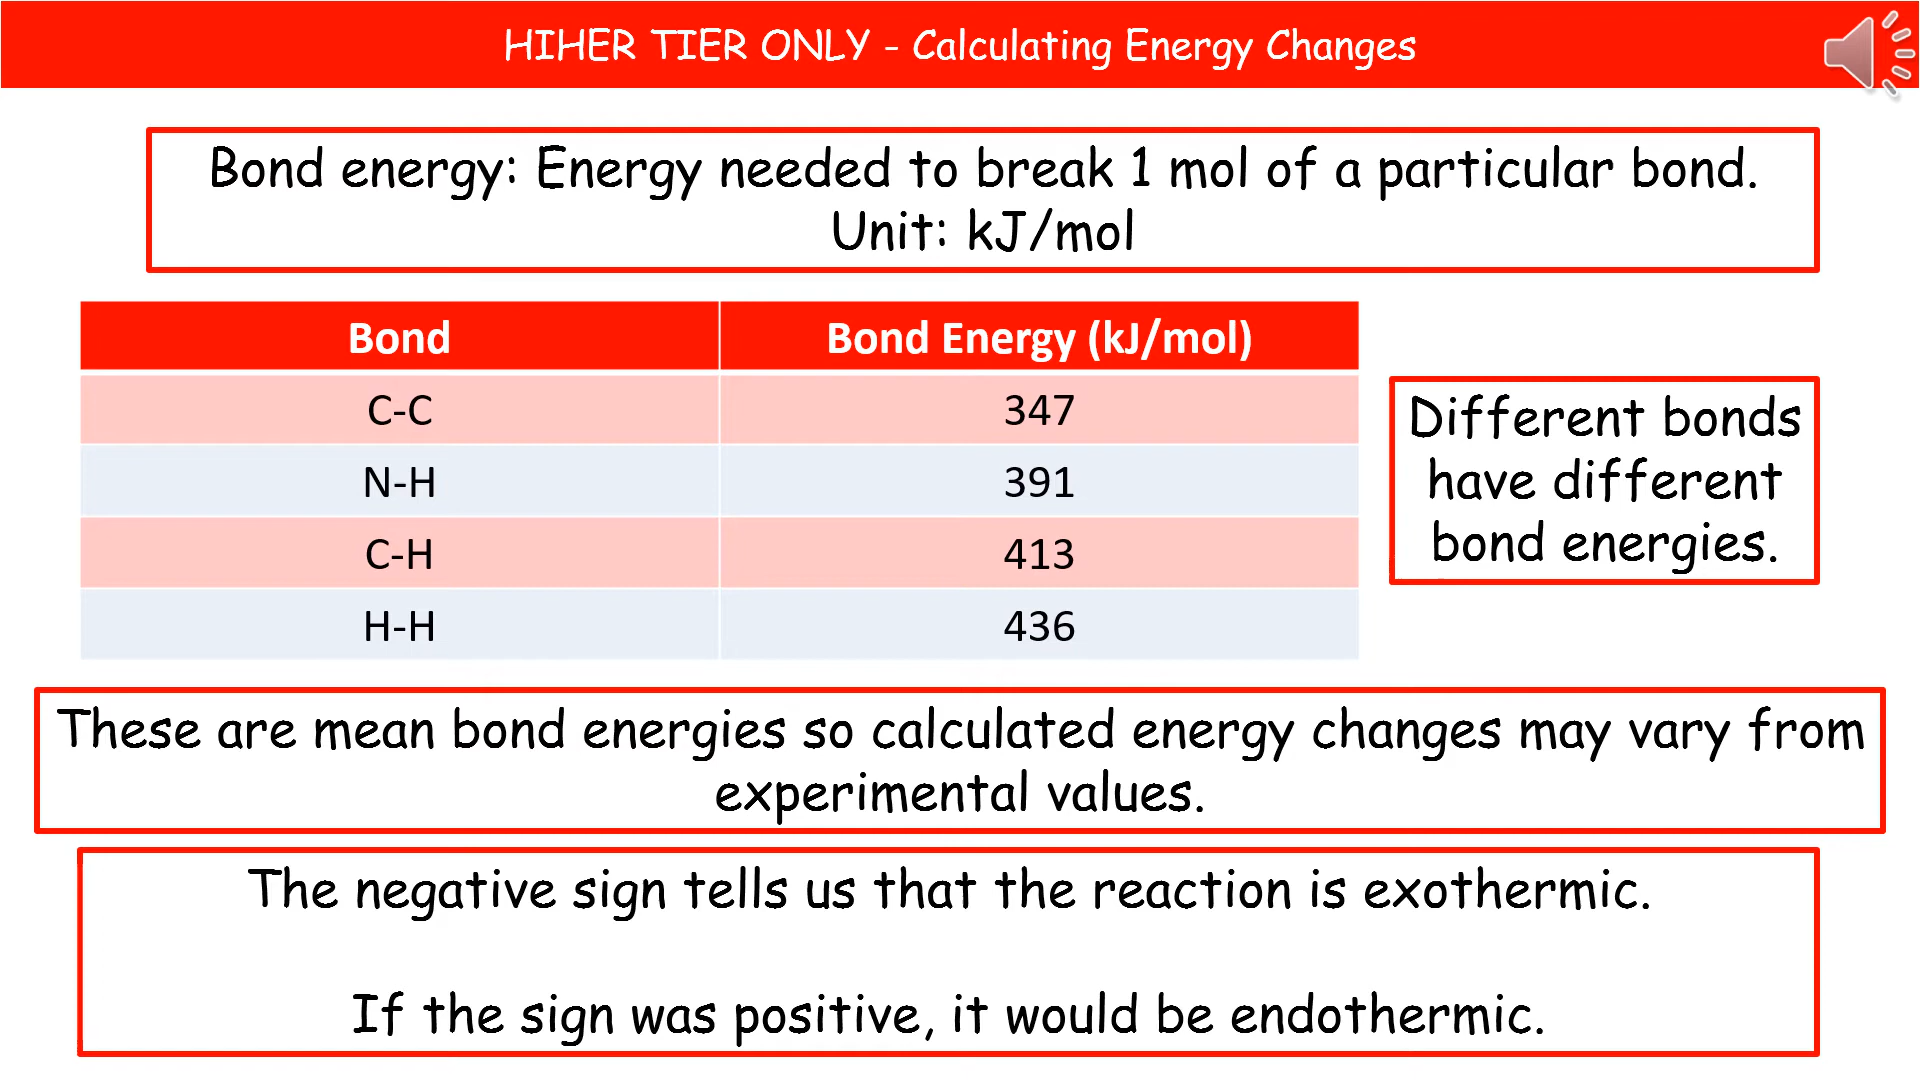 HIHER TIER ONLY - Calculating Energy Changes
Bond energy: Energy needed to break 1 mol of a particular bond.
Unit: kJ/mol
Bond Bond Energy (kJ/mol)
C-C 347
N-H 391
C-H 413
H-H 436
Different bonds
have different
bond energies.
These are mean bond energies so calculated energy changes may vary from
experimental values.
The negative sign tells us that the reaction is exothermic.
If the sign was positive, it would be endothermic.